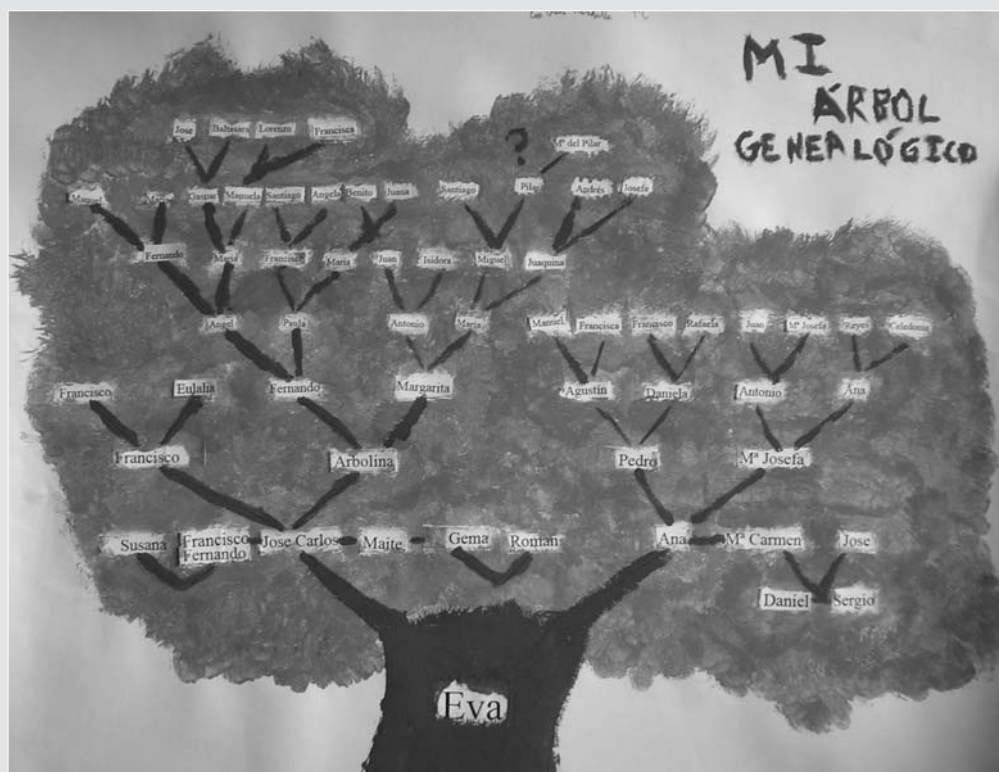 MI
ÁRBOL
GENEALÓGICO
Jose Baltasara Lorenzo Francisca
? Mª del Pilar
Manuel Gaspar Manuela Santiago Angela Benito Juana Santiago Pilar Andrés Josefa
Fernando María Francisco María Juan Isidora Miguel Juaquina
Angel Paula Antonio María Manuel Francisca Francisco Rafaela Juan Mª Josefa Reyes Celedonia
Francisco Eulalia Fernando Margarita Agustín Daniela Antonio Ana
Francisco Arbolina Pedro Mª Josefa
Susana Francisco Fernando Jose Carlos Maite Gema Roman Ana Mª Carmen Jose
Daniel Sergio
Eva